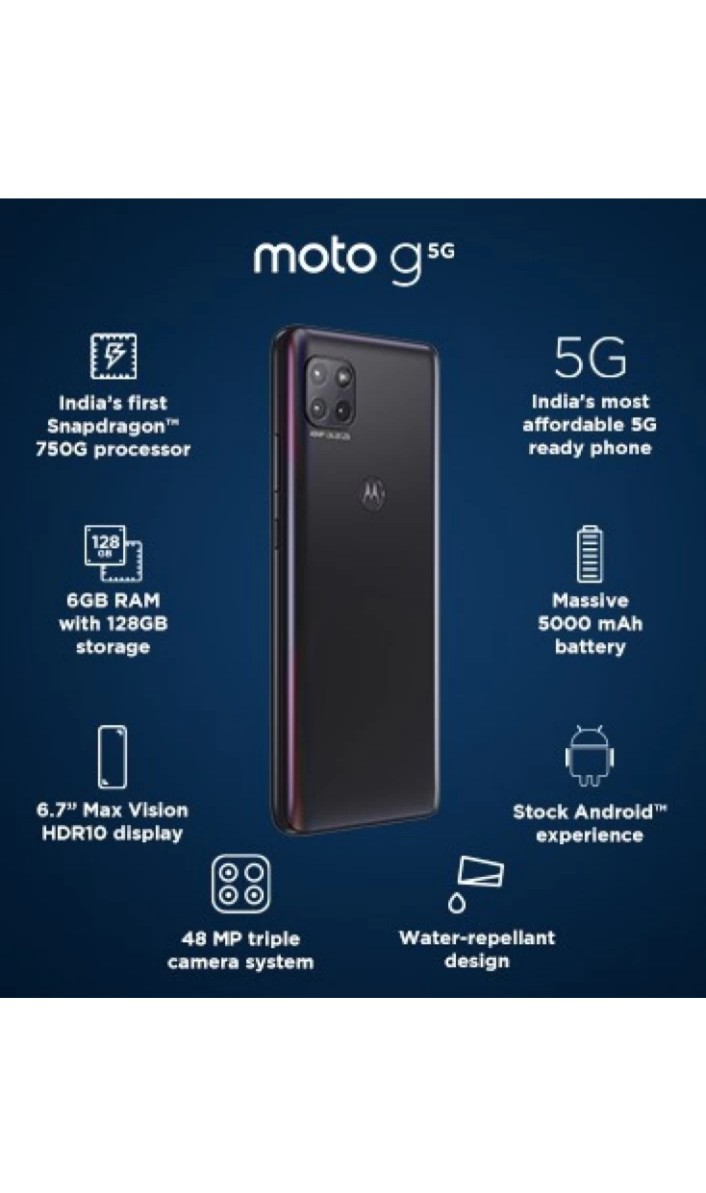 moto g 5G
India's first
Snapdragon™
750G processor
5G
India's most
affordable 5G
ready phone
128
GB
6GB RAM
with 128GB
storage
Massive
5000 mAh
battery
6.7” Max Vision
HDR10 display
Stock Android™
experience
48 MP triple
camera system
Water-repellant
design